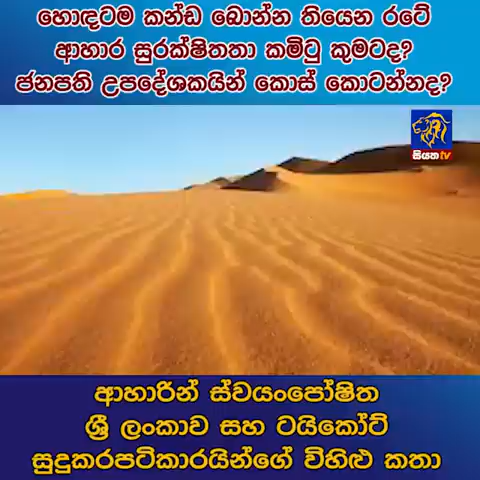 හොඳටම කන්ඩ බොන්න තියෙන රටේ
ආහාර සුරක්ෂිතතා කමිටු කුමටද?
ජනපති උපදේශකයින් කොස් කොටන්නද?
සියත tv
ආහාරින් ස්වයංපෝෂිත
ශ්‍රී ලංකාව සහ ටයිකෝට්
සුදුකරපටිකාරයින්ගේ විහිළු කතා